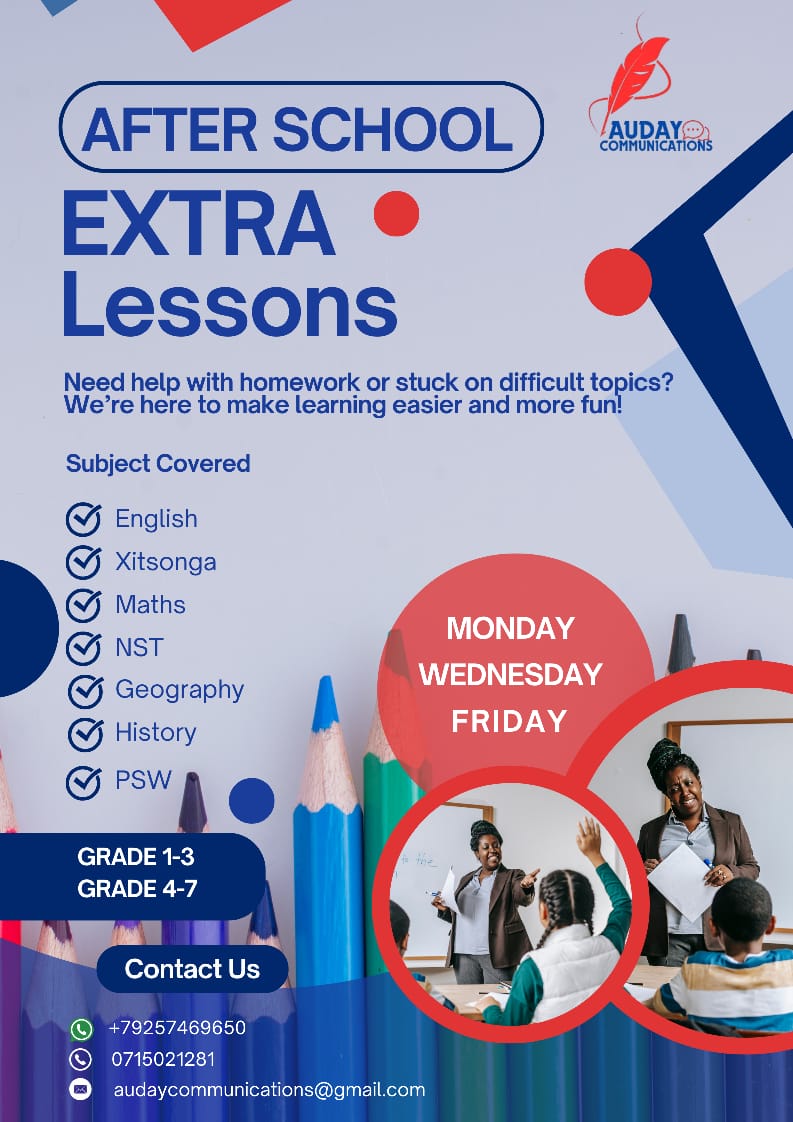 AUDAY
COMMUNICATIONS
AFTER SCHOOL
EXTRA
Lessons
Need help with homework or stuck on difficult topics?
We're here to make learning easier and more fun!
Subject Covered
English
Xitsonga
Maths
NST
Geography
History
PSW
MONDAY
WEDNESDAY
FRIDAY
GRADE 1-3
GRADE 4-7
to the
Contact Us
+79257469650
0715021281
audaycommunications@gmail.com